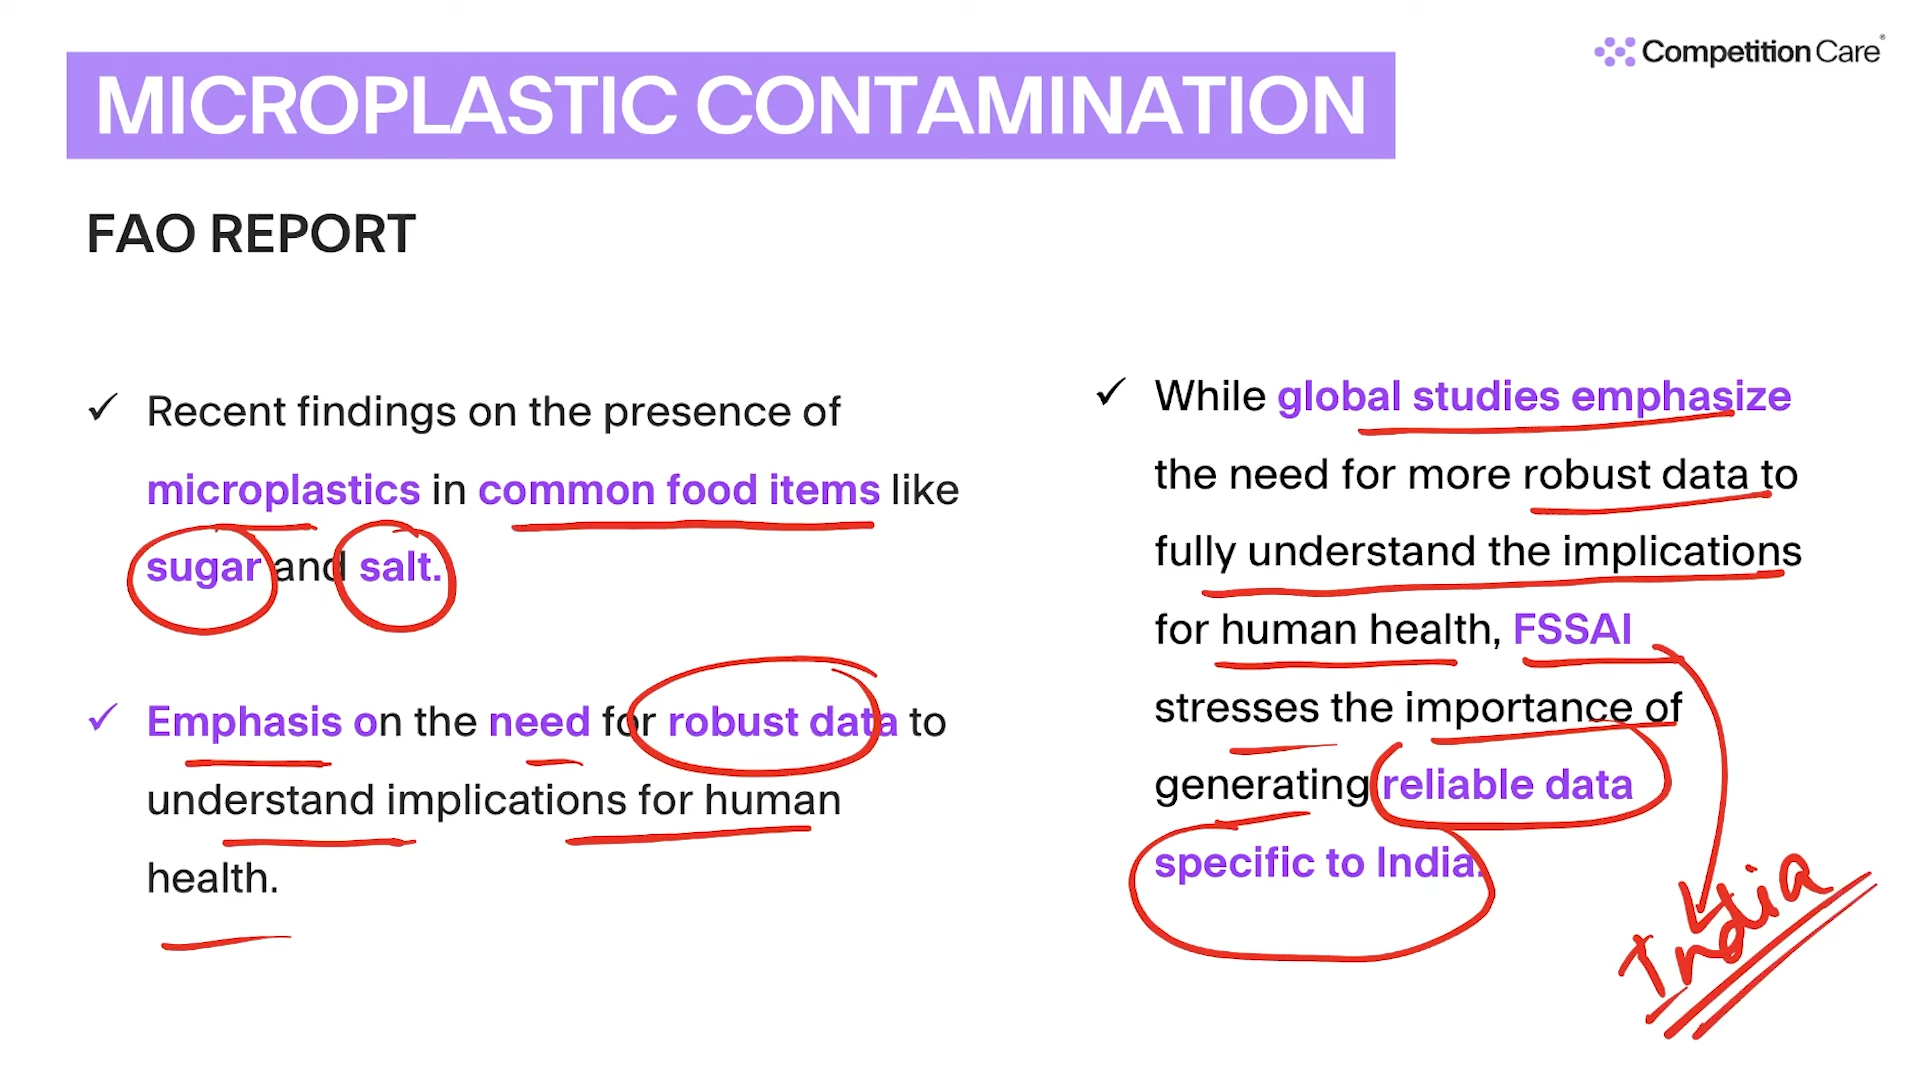 Competition Care
MICROPLASTIC CONTAMINATION
FAO REPORT
✓ Recent findings on the presence of
microplastics in common food items like
sugar and salt.
✓ Emphasis on the need for robust data to
understand implications for human
health.
✓ While global studies emphasize
the need for more robust data to
fully understand the implications
for human health, FSSAI
stresses the importance of
generating reliable data
specific to India.
India